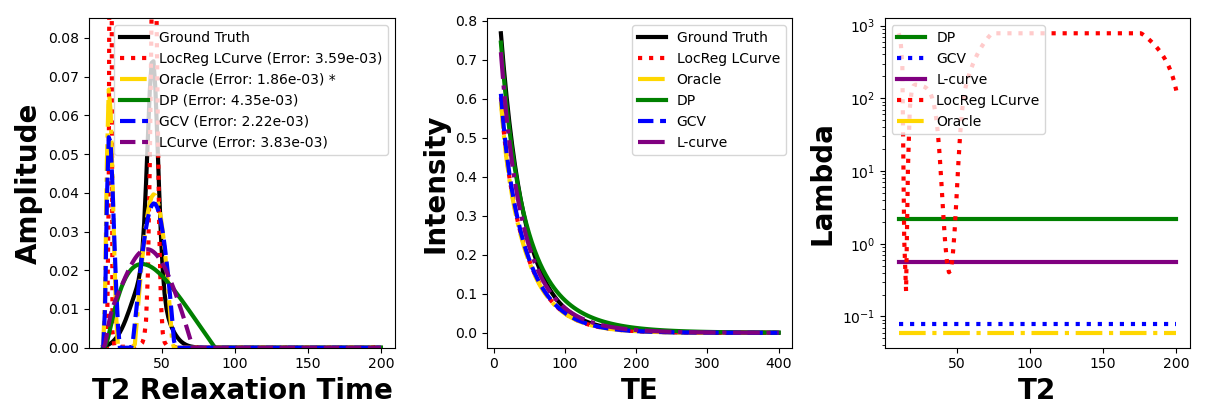 Amplitude
0.08
0.07
0.06
0.05
0.04
0.03
0.02
0.01
0.00
Ground Truth
LocReg LCurve (Error: 3.59e-03)
Oracle (Error: 1.86e-03) *
DP (Error: 4.35e-03)
GCV (Error: 2.22e-03)
LCurve (Error: 3.83e-03)
50 100 150 200
T2 Relaxation Time
Intensity
0.8
0.7
0.6
0.5
0.4
0.3
0.2
0.1
0.0
Ground Truth
LocReg LCurve
Oracle
DP
GCV
L-curve
0 100 200 300 400
TE
Lambda
10³
10²
10¹
10⁰
10⁻¹
DP
GCV
L-curve
LocReg LCurve
Oracle
50 100 150 200
T2